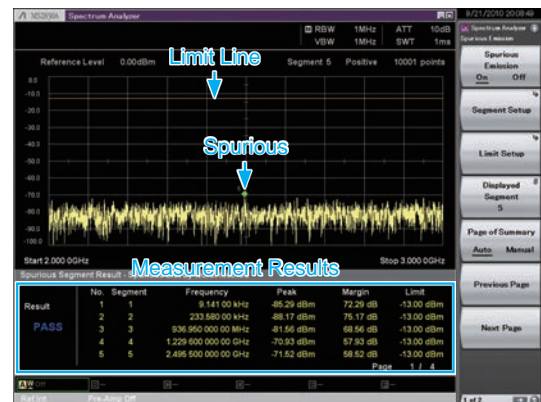 MS2690A Spectrum Analyzer 8/21/2010 20:08:49
RBW 1MHz ATT 10dB Spectrum Analyzer
VBW 1MHz SWT 1ms Spurious Emission
Reference Level 0.00dBm Limit Line Segment 5 Positive 10001 points
Spurious Emission
On Off
0.0
-10.0
-20.0
Segment Setup
-30.0
-40.0
Limit Setup
-50.0
Spurious
-60.0
Displayed Segment
5
-70.0
-80.0
-90.0
Page of Summary
Auto Manual
-100.0
Start 2.000 0GHz Stop 3.000 0GHz
Measurement Results
Spurious Segment Result
Previous Page
No. Segment Frequency Peak Margin Limit
Result 1 1 9.141 00 kHz -85.29 dBm 72.29 dB -13.00 dBm
PASS 2 2 233.580 00 kHz -88.17 dBm 75.17 dB -13.00 dBm
3 3 936.950 000 00 MHz -81.56 dBm 68.56 dB -13.00 dBm
4 4 1.229 600 000 00 GHz -70.93 dBm 57.93 dB -13.00 dBm
5 5 2.495 500 000 00 GHz -71.52 dBm 58.52 dB -13.00 dBm
Next Page
Page 1 / 4
Off
Ref.Int Pre-Amp Off
1 of 2